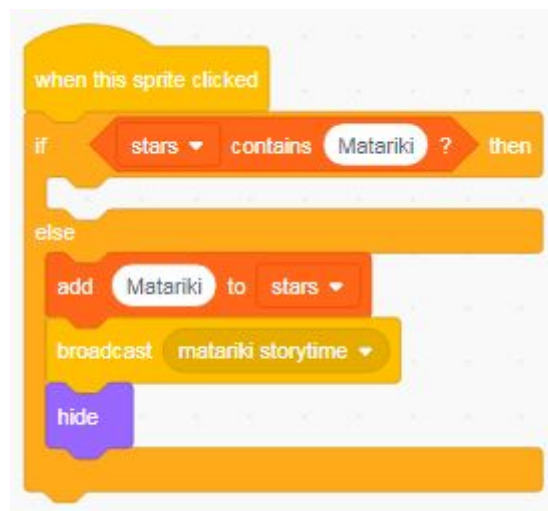 when this sprite clicked
if stars contains Matariki ? then
else
add Matariki to stars
broadcast matariki storytime
hide